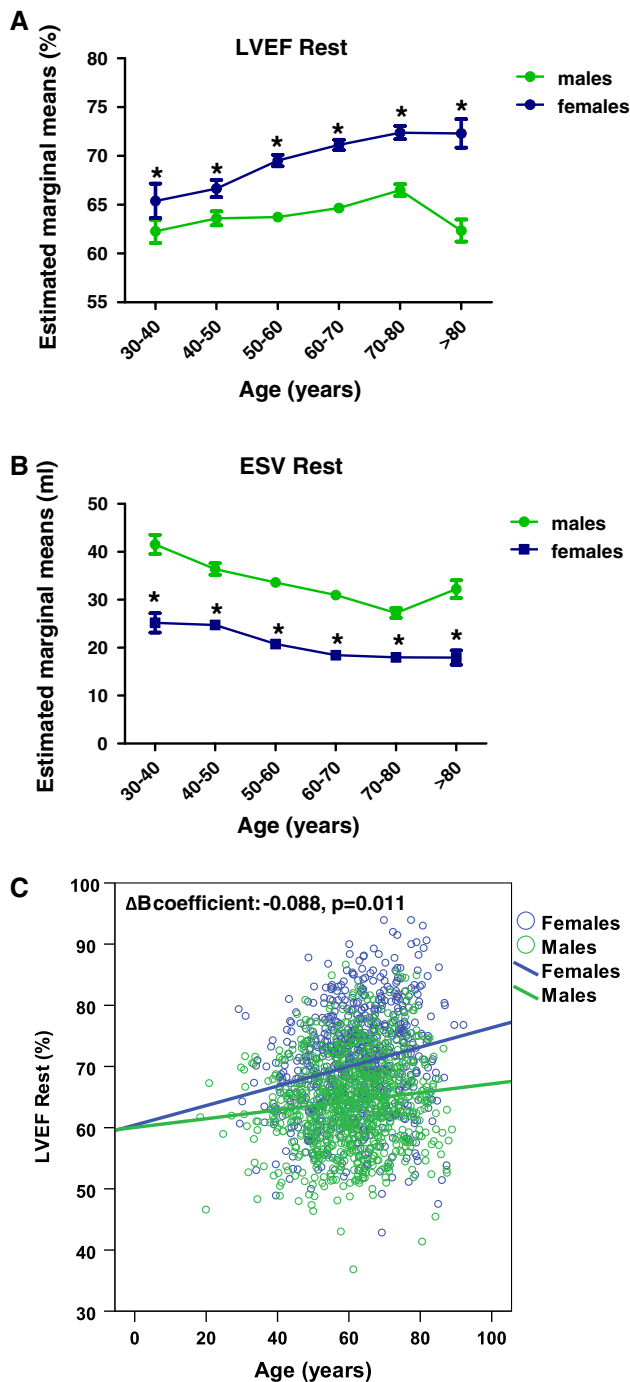 A
LVEF Rest
Estimated marginal means (%)
80
75
70
65
60
55
* * * * * *
30-40 40-50 50-60 60-70 70-80 >80
Age (years)
males
females
B
ESV Rest
Estimated marginal means (ml)
50
40
30
20
10
0
* * * * * *
30-40 40-50 50-60 60-70 70-80 >80
Age (years)
males
females
C
ΔBcoefficient:-0.088, p=0.011
LVEF Rest (%)
100
90
80
70
60
50
40
30
0 20 40 60 80 100
Age (years)
Females
Males
Females
Males